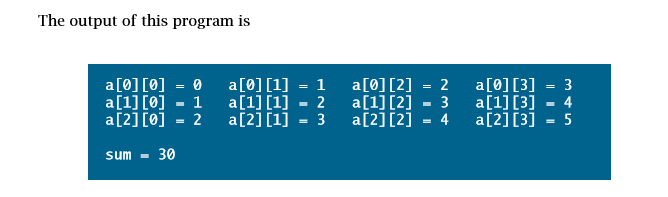 The output of this program is
a[0][0] = 0 a[0][1] = 1 a[0][2] = 2 a[0][3] = 3
a[1][0] = 1 a[1][1] = 2 a[1][2] = 3 a[1][3] = 4
a[2][0] = 2 a[2][1] = 3 a[2][2] = 4 a[2][3] = 5
sum = 30